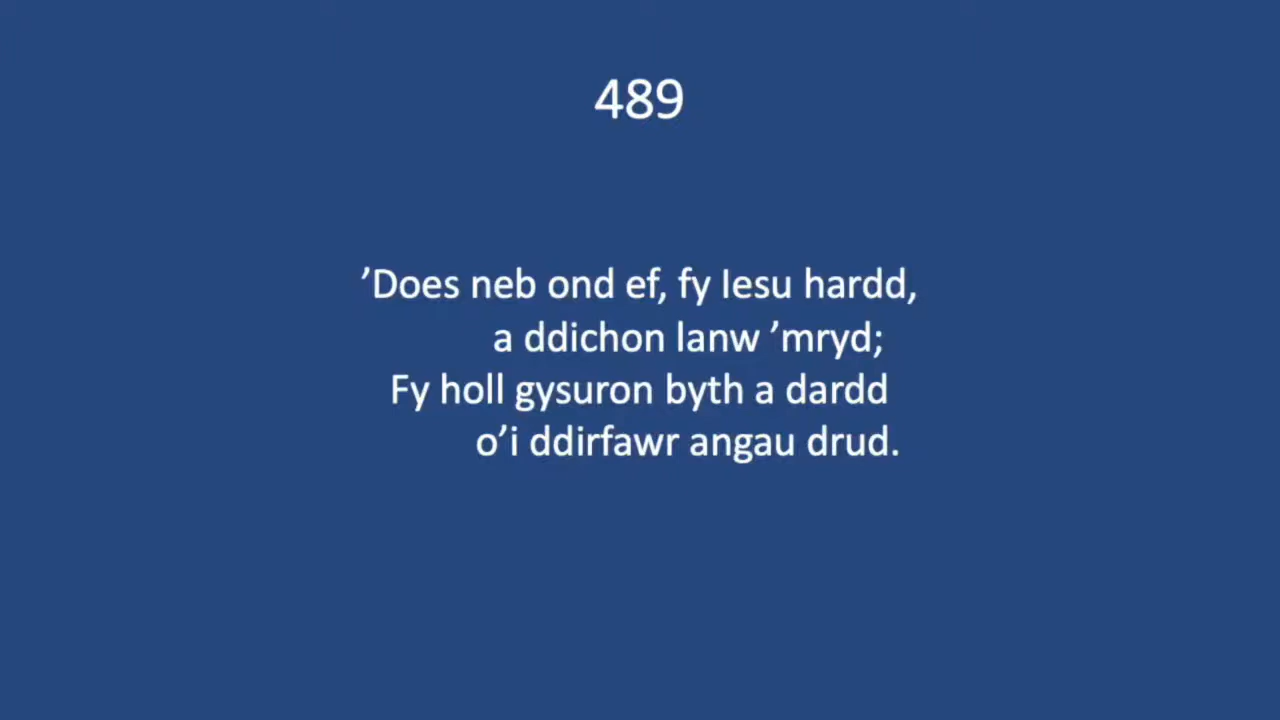 489
’Does neb ond ef, fy Iesu hardd,
a ddichon lanw ’mryd;
Fy holl gysuron byth a dardd
o’i ddirfawr angau drud.